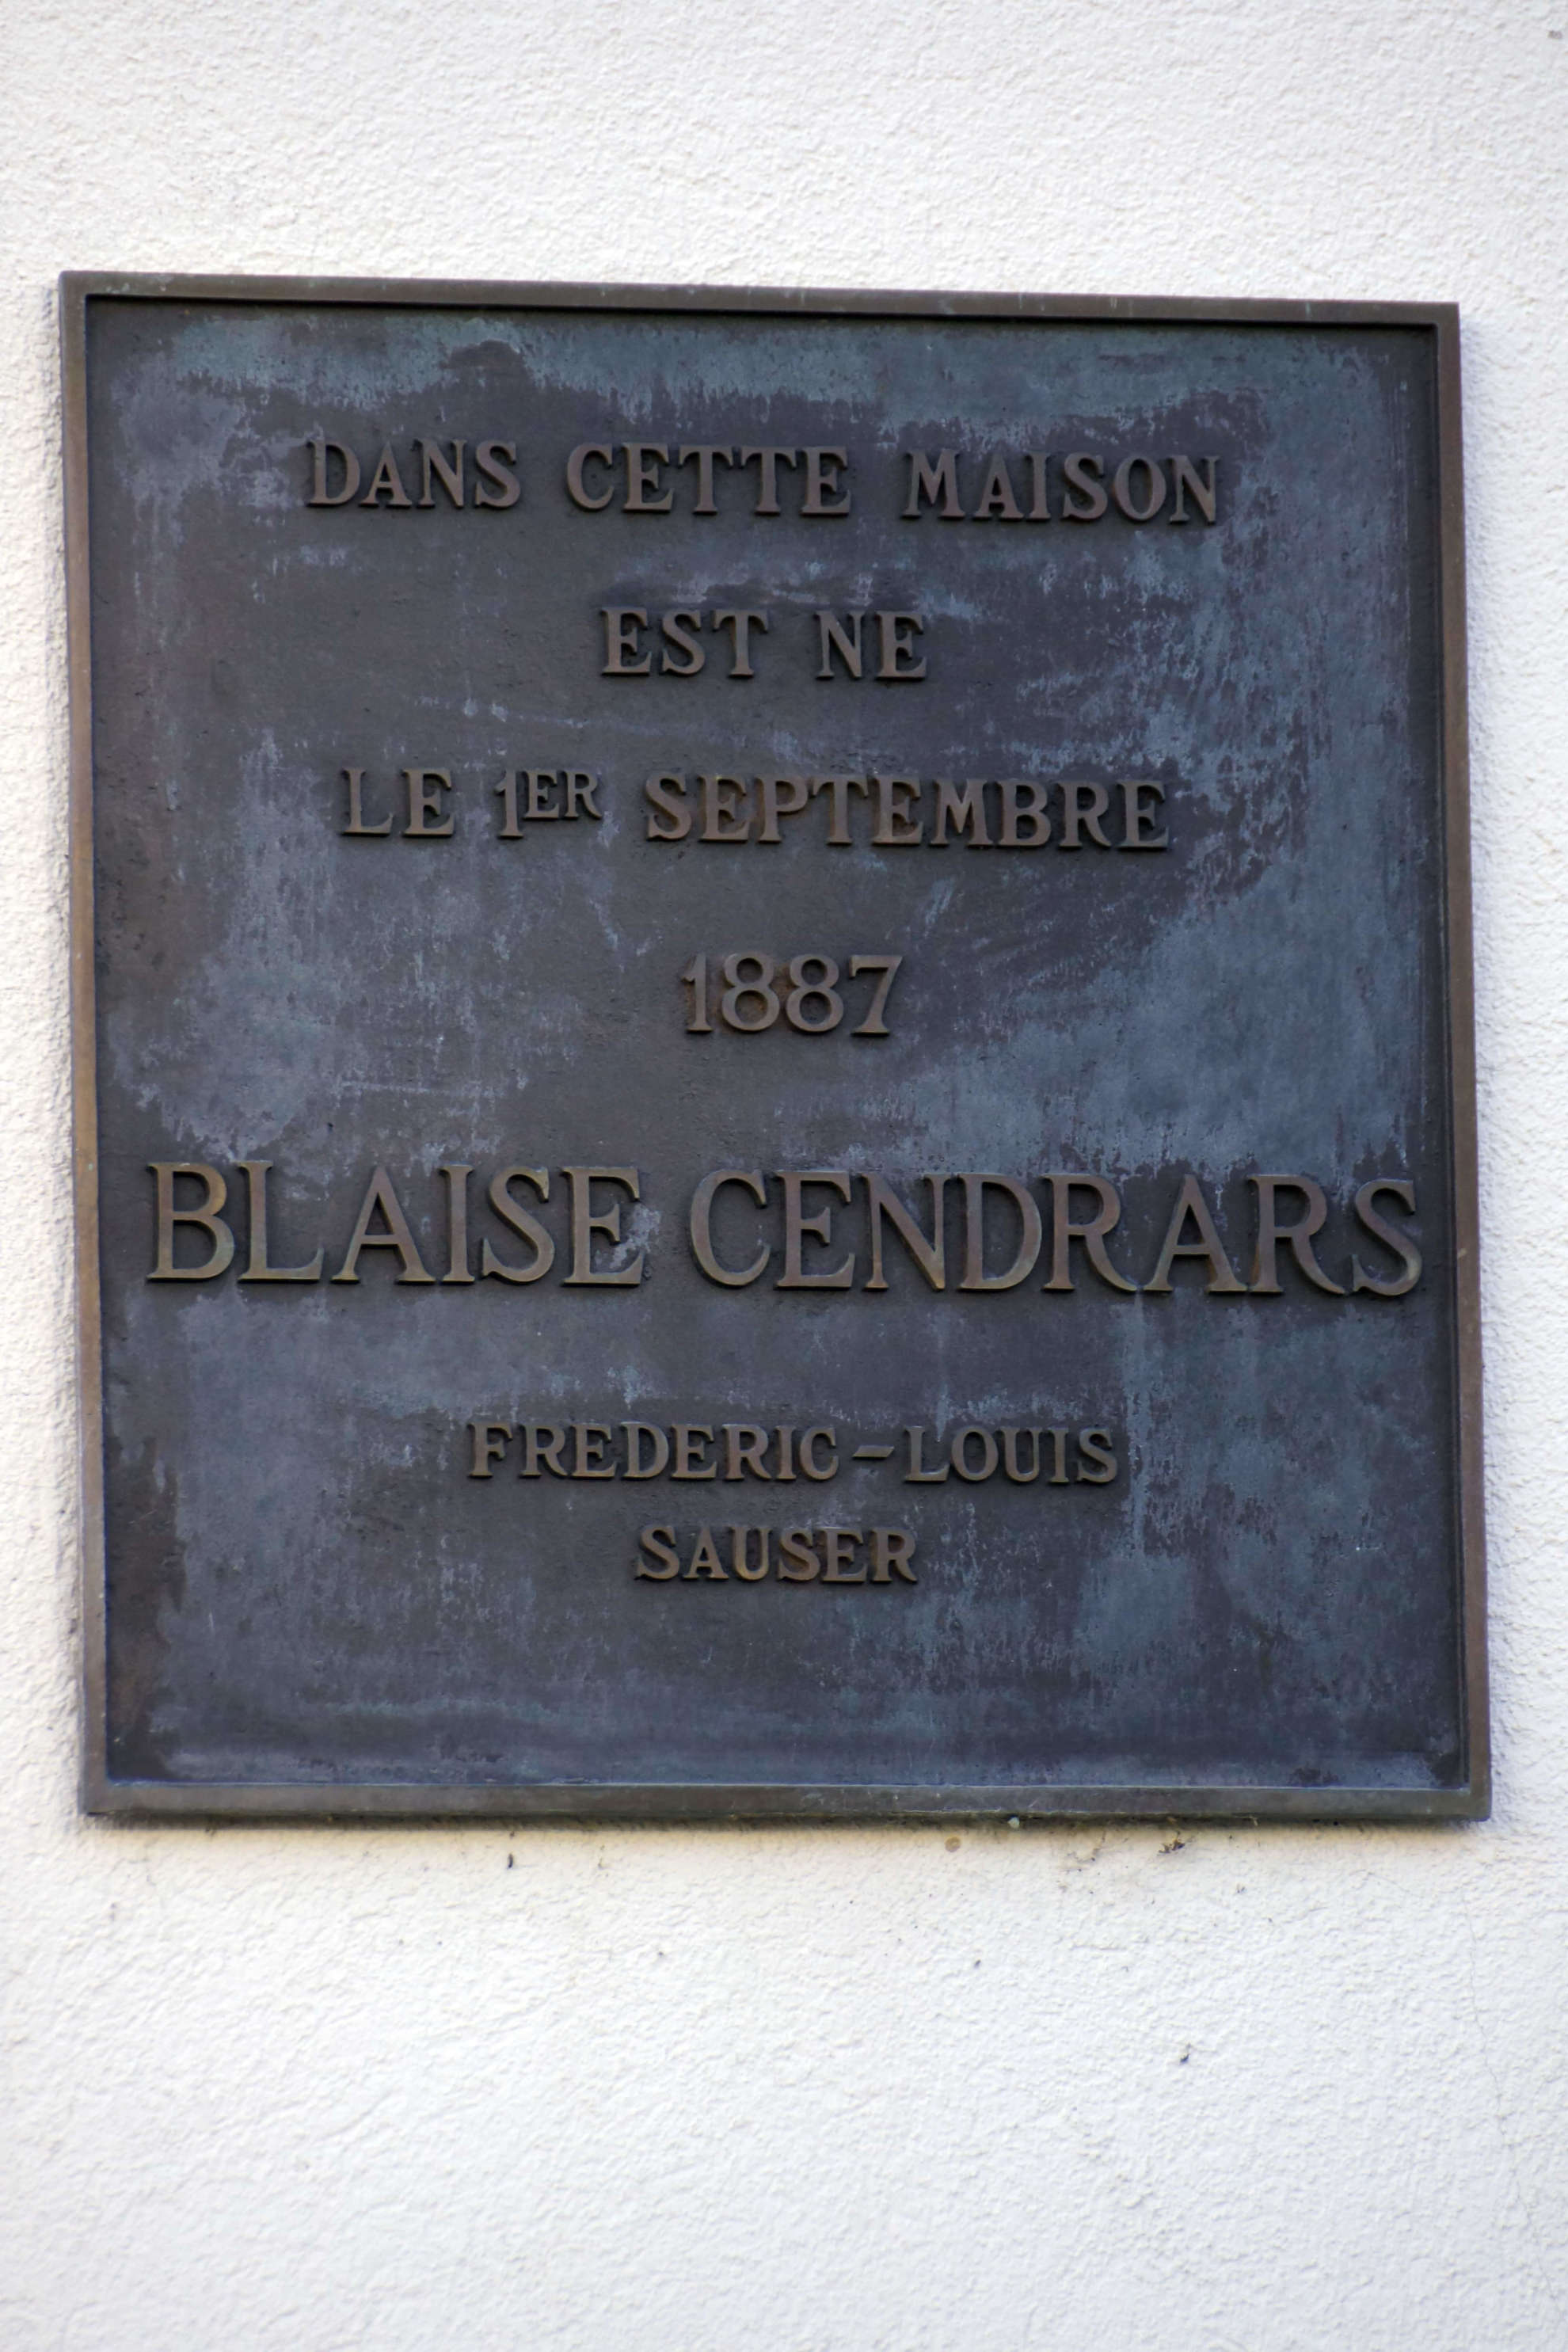 DANS CETTE MAISON
EST NE
LE 1ER SEPTEMBRE
1887
BLAISE CENDRARS
FREDERIC-LOUIS
SAUSER